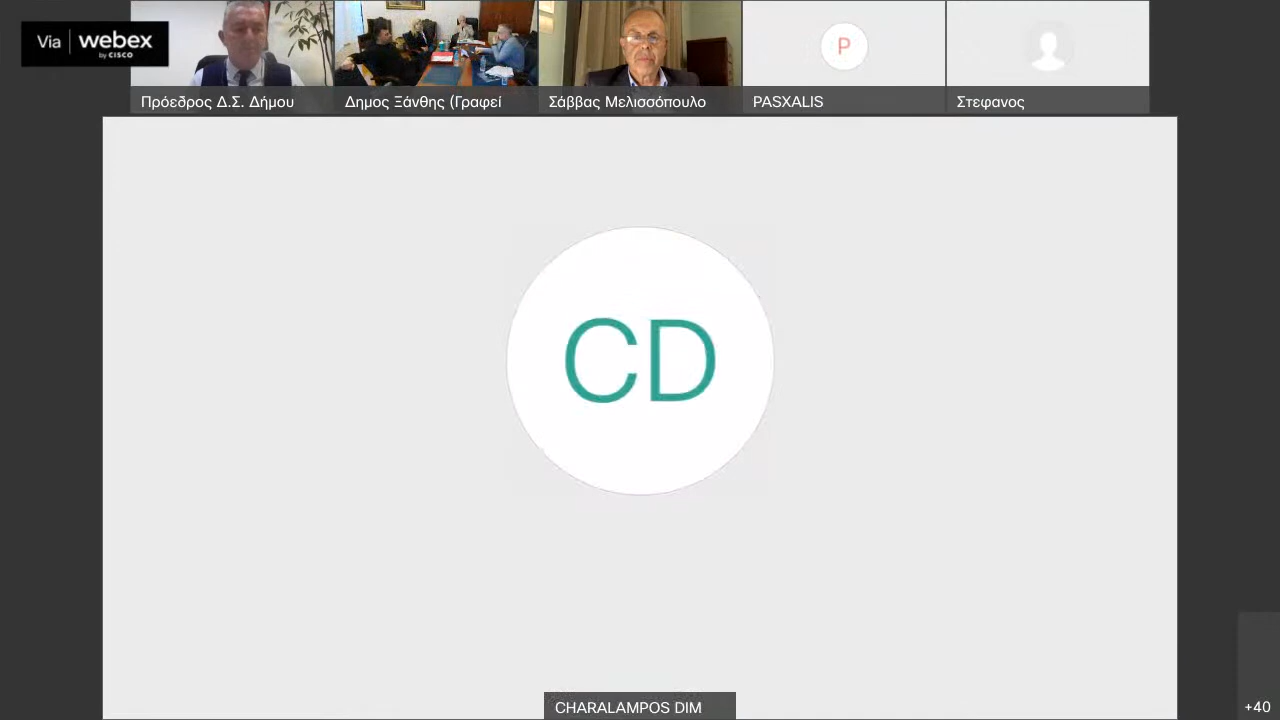 Via webex
by CISCO
Πρόεδρος Δ.Σ. Δήμου
Δημος Ξάνθης (Γραφεί
Σάββας Μελισσόπουλο
P
PASXALIS
Στεφανος
CD
CHARALAMPOS DIM
+40